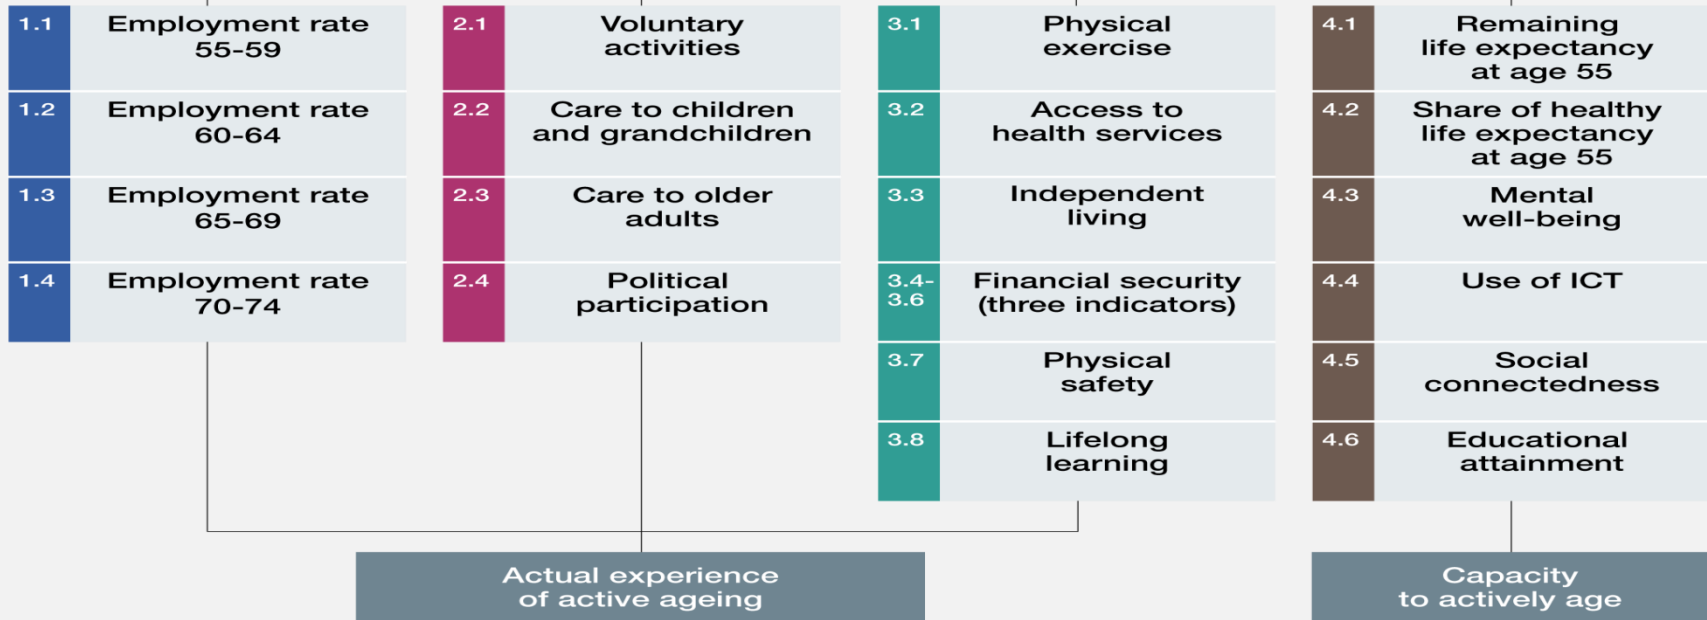 1.1
Employment rate
55-59
1.2
Employment rate
60-64
1.3
Employment rate
65-69
1.4
Employment rate
70-74
2.1
Voluntary
activities
2.2
Care to children
and grandchildren
2.3
Care to older
adults
2.4
Political
participation
3.1
Physical
exercise
3.2
Access to
health services
3.3
Independent
living
3.4-
3.6
Financial security
(three indicators)
3.7
Physical
safety
3.8
Lifelong
learning
4.1
Remaining
life expectancy
at age 55
4.2
Share of healthy
life expectancy
at age 55
4.3
Mental
well-being
4.4
Use of ICT
4.5
Social
connectedness
4.6
Educational
attainment
Actual experience
of active ageing
Capacity
to actively age